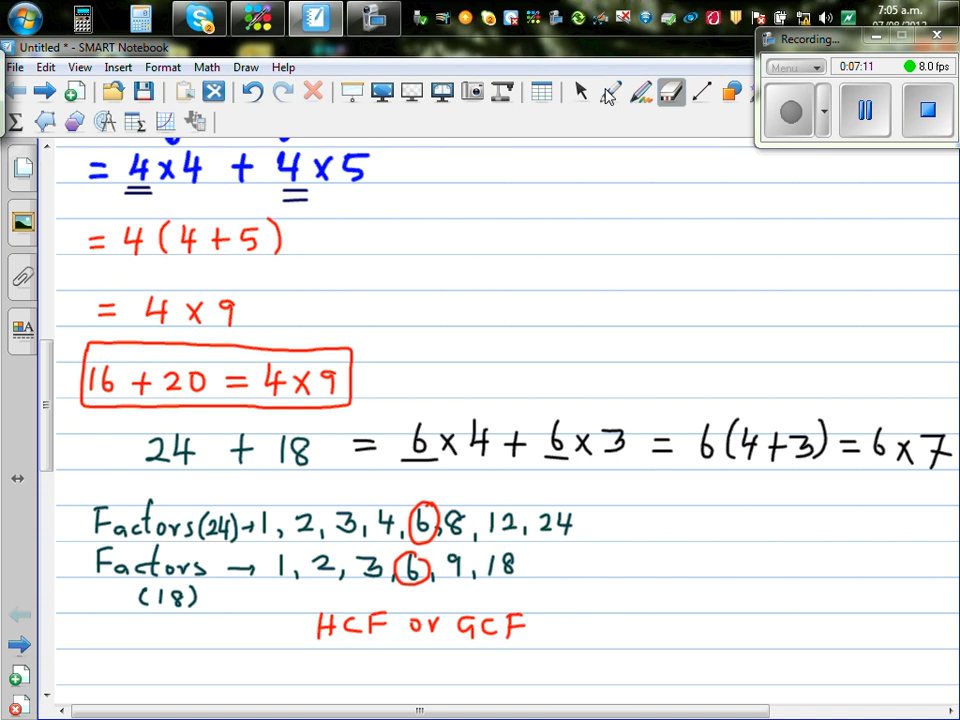 7:05 a.m.
07/08/2012
Untitled * - SMART Notebook
Recording...
File Edit View Insert Format Math Draw Help
Menu
0:07:11
8.0 fps
= 4×4 + 4×5
= 4(4+5)
= 4 × 9
16 + 20 = 4×9
24 + 18 = 6×4 + 6×3 = 6(4+3) = 6×7
Factors(24)→1, 2, 3, 4, 6, 8, 12, 24
Factors → 1, 2, 3, 6, 9, 18
(18)
HCF or GCF